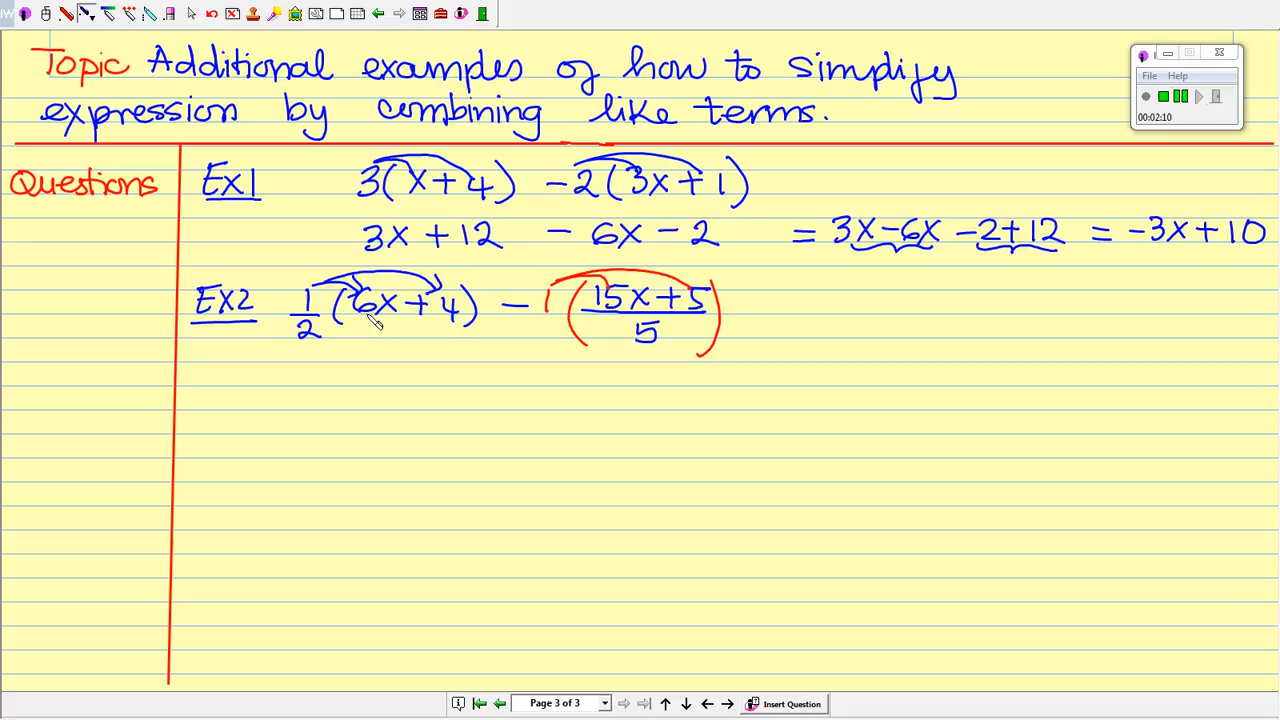 IW
File Help
00:02:10
Topic Additional examples of how to simplify
expression by combining like terms.
Questions
Ex1 3(x+4) -2(3x+1)
3x+12 - 6x-2 = 3x-6x -2+12 = -3x+10
EX2 1/2 (6x+4) - 1((15x+5)/5)
Page 3 of 3
Insert Question